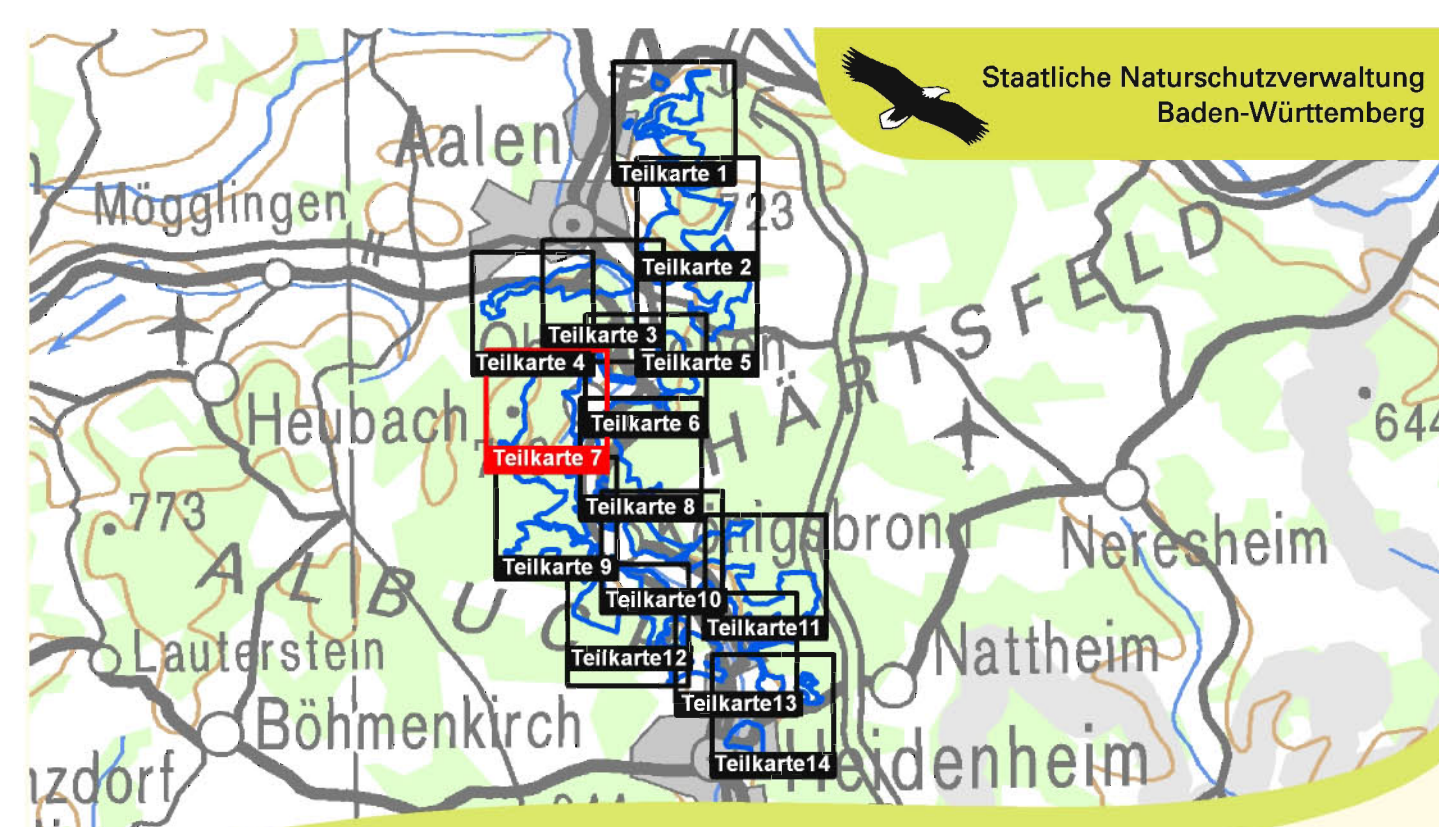 Staatliche Naturschutzverwaltung
Baden-Württemberg
Aalen
Teilkarte 1
Mögglingen
723
Teilkarte 2
HÄRTSFELD
Teilkarte 3
Teilkarte 4
Teilkarte 5
Heubach
Teilkarte 6
644
Teilkarte 7
773
Teilkarte 8
Königsbronn
Neresheim
ALBUC
Teilkarte 9
Teilkarte10
Teilkarte11
Lauterstein
Teilkarte12
Nattheim
Teilkarte13
Böhmenkirch
Teilkarte14
Heidenheim
nzdorf